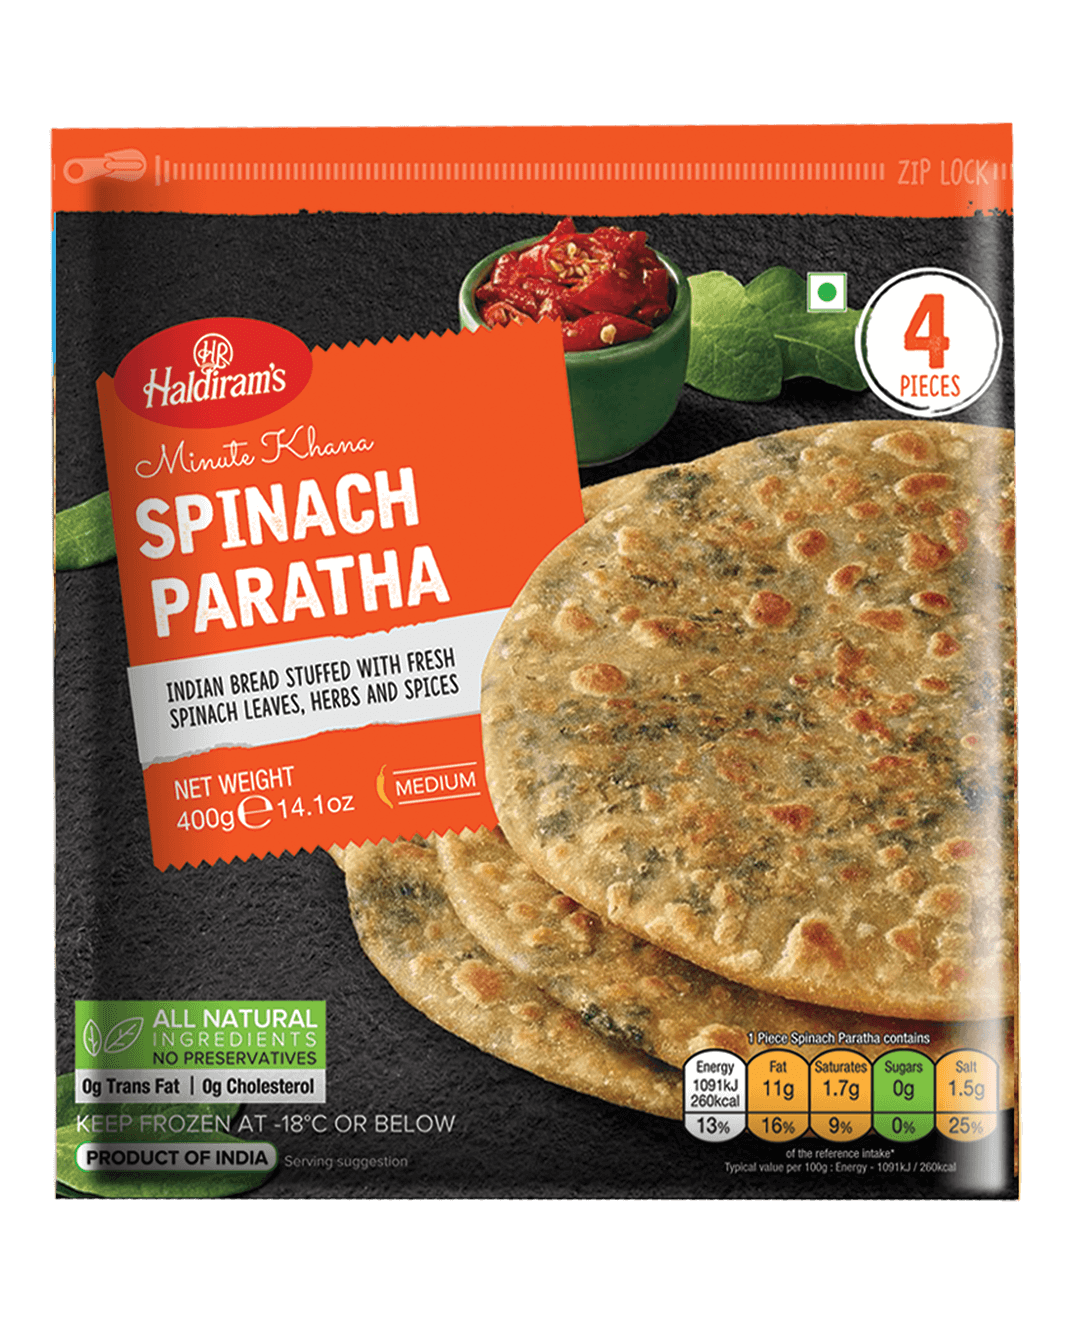 ZIP LOCK
4
PIECES
HR
Haldiram's
Minute Khana
SPINACH
PARATHA
INDIAN BREAD STUFFED WITH FRESH
SPINACH LEAVES, HERBS AND SPICES
NET WEIGHT
400g℮14.1oz
MEDIUM
ALL NATURAL
INGREDIENTS
NO PRESERVATIVES
0g Trans Fat | 0g Cholesterol
KEEP FROZEN AT -18°C OR BELOW
PRODUCT OF INDIA
Serving suggestion
1 Piece Spinach Paratha contains
Energy Fat Saturates Sugars Salt
1091kJ 11g 1.7g 0g 1.5g
260kcal
13% 16% 9% 0% 25%
of the reference intake*
Typical value per 100g : Energy - 1091kJ / 260kcal